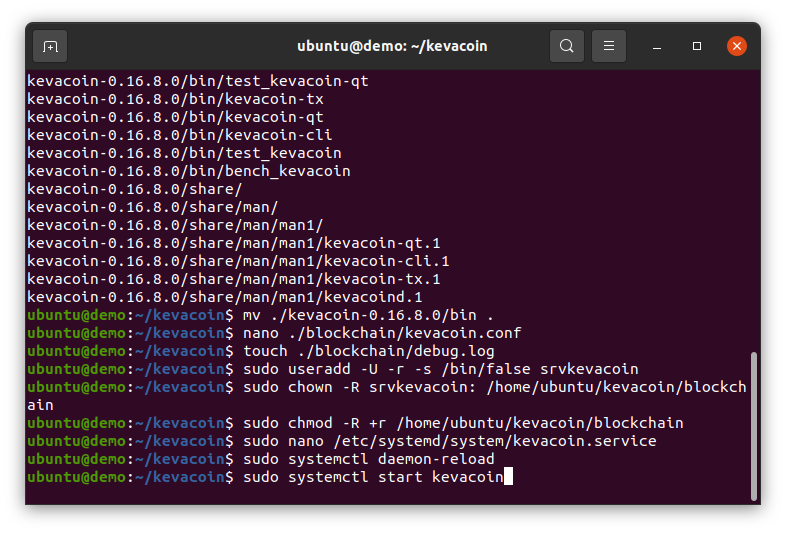 ubuntu@demo: ~/kevacoin
kevacoin-0.16.8.0/bin/test_kevacoin-qt
kevacoin-0.16.8.0/bin/kevacoin-tx
kevacoin-0.16.8.0/bin/kevacoin-qt
kevacoin-0.16.8.0/bin/kevacoin-cli
kevacoin-0.16.8.0/bin/test_kevacoin
kevacoin-0.16.8.0/bin/bench_kevacoin
kevacoin-0.16.8.0/share/
kevacoin-0.16.8.0/share/man/
kevacoin-0.16.8.0/share/man/man1/
kevacoin-0.16.8.0/share/man/man1/kevacoin-qt.1
kevacoin-0.16.8.0/share/man/man1/kevacoin-cli.1
kevacoin-0.16.8.0/share/man/man1/kevacoin-tx.1
kevacoin-0.16.8.0/share/man/man1/kevacoind.1
ubuntu@demo:~/kevacoin$ mv ./kevacoin-0.16.8.0/bin .
ubuntu@demo:~/kevacoin$ nano ./blockchain/kevacoin.conf
ubuntu@demo:~/kevacoin$ touch ./blockchain/debug.log
ubuntu@demo:~/kevacoin$ sudo useradd -U -r -s /bin/false srvkevacoin
ubuntu@demo:~/kevacoin$ sudo chown -R srvkevacoin: /home/ubuntu/kevacoin/blockch
ain
ubuntu@demo:~/kevacoin$ sudo chmod -R +r /home/ubuntu/kevacoin/blockchain
ubuntu@demo:~/kevacoin$ sudo nano /etc/systemd/system/kevacoin.service
ubuntu@demo:~/kevacoin$ sudo systemctl daemon-reload
ubuntu@demo:~/kevacoin$ sudo systemctl start kevacoin